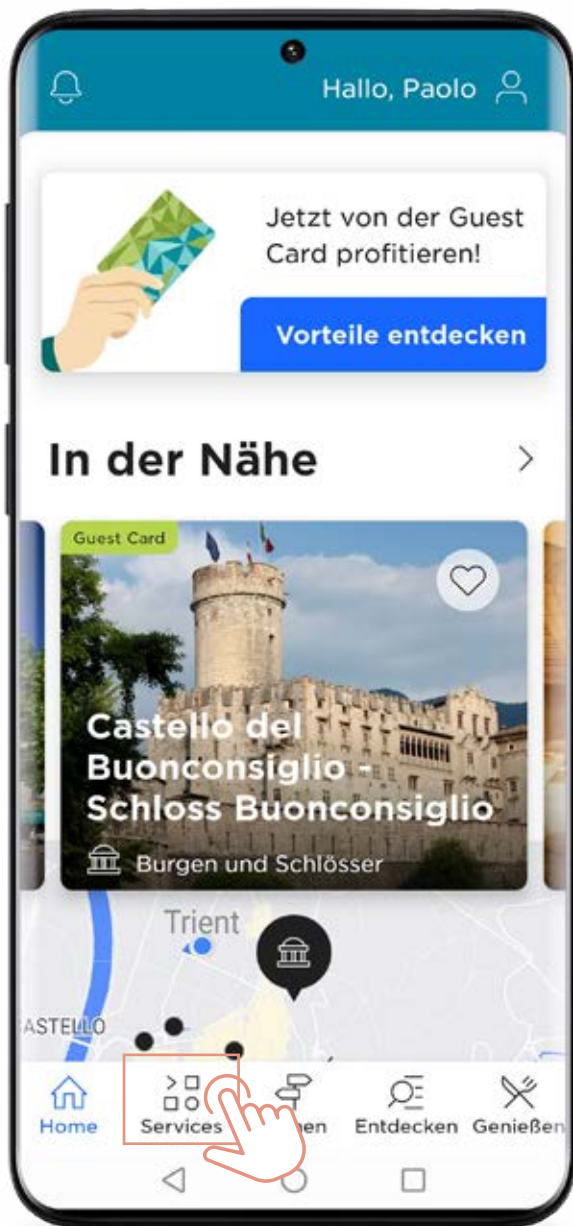 Hallo, Paolo
Jetzt von der Guest
Card profitieren!
Vorteile entdecken
In der Nähe
Guest Card
Castello del
Buonconsiglio -
Schloss Buonconsiglio
Burgen und Schlösser
Trient
ASTELLO
Home
Services
Entdecken
Genießen